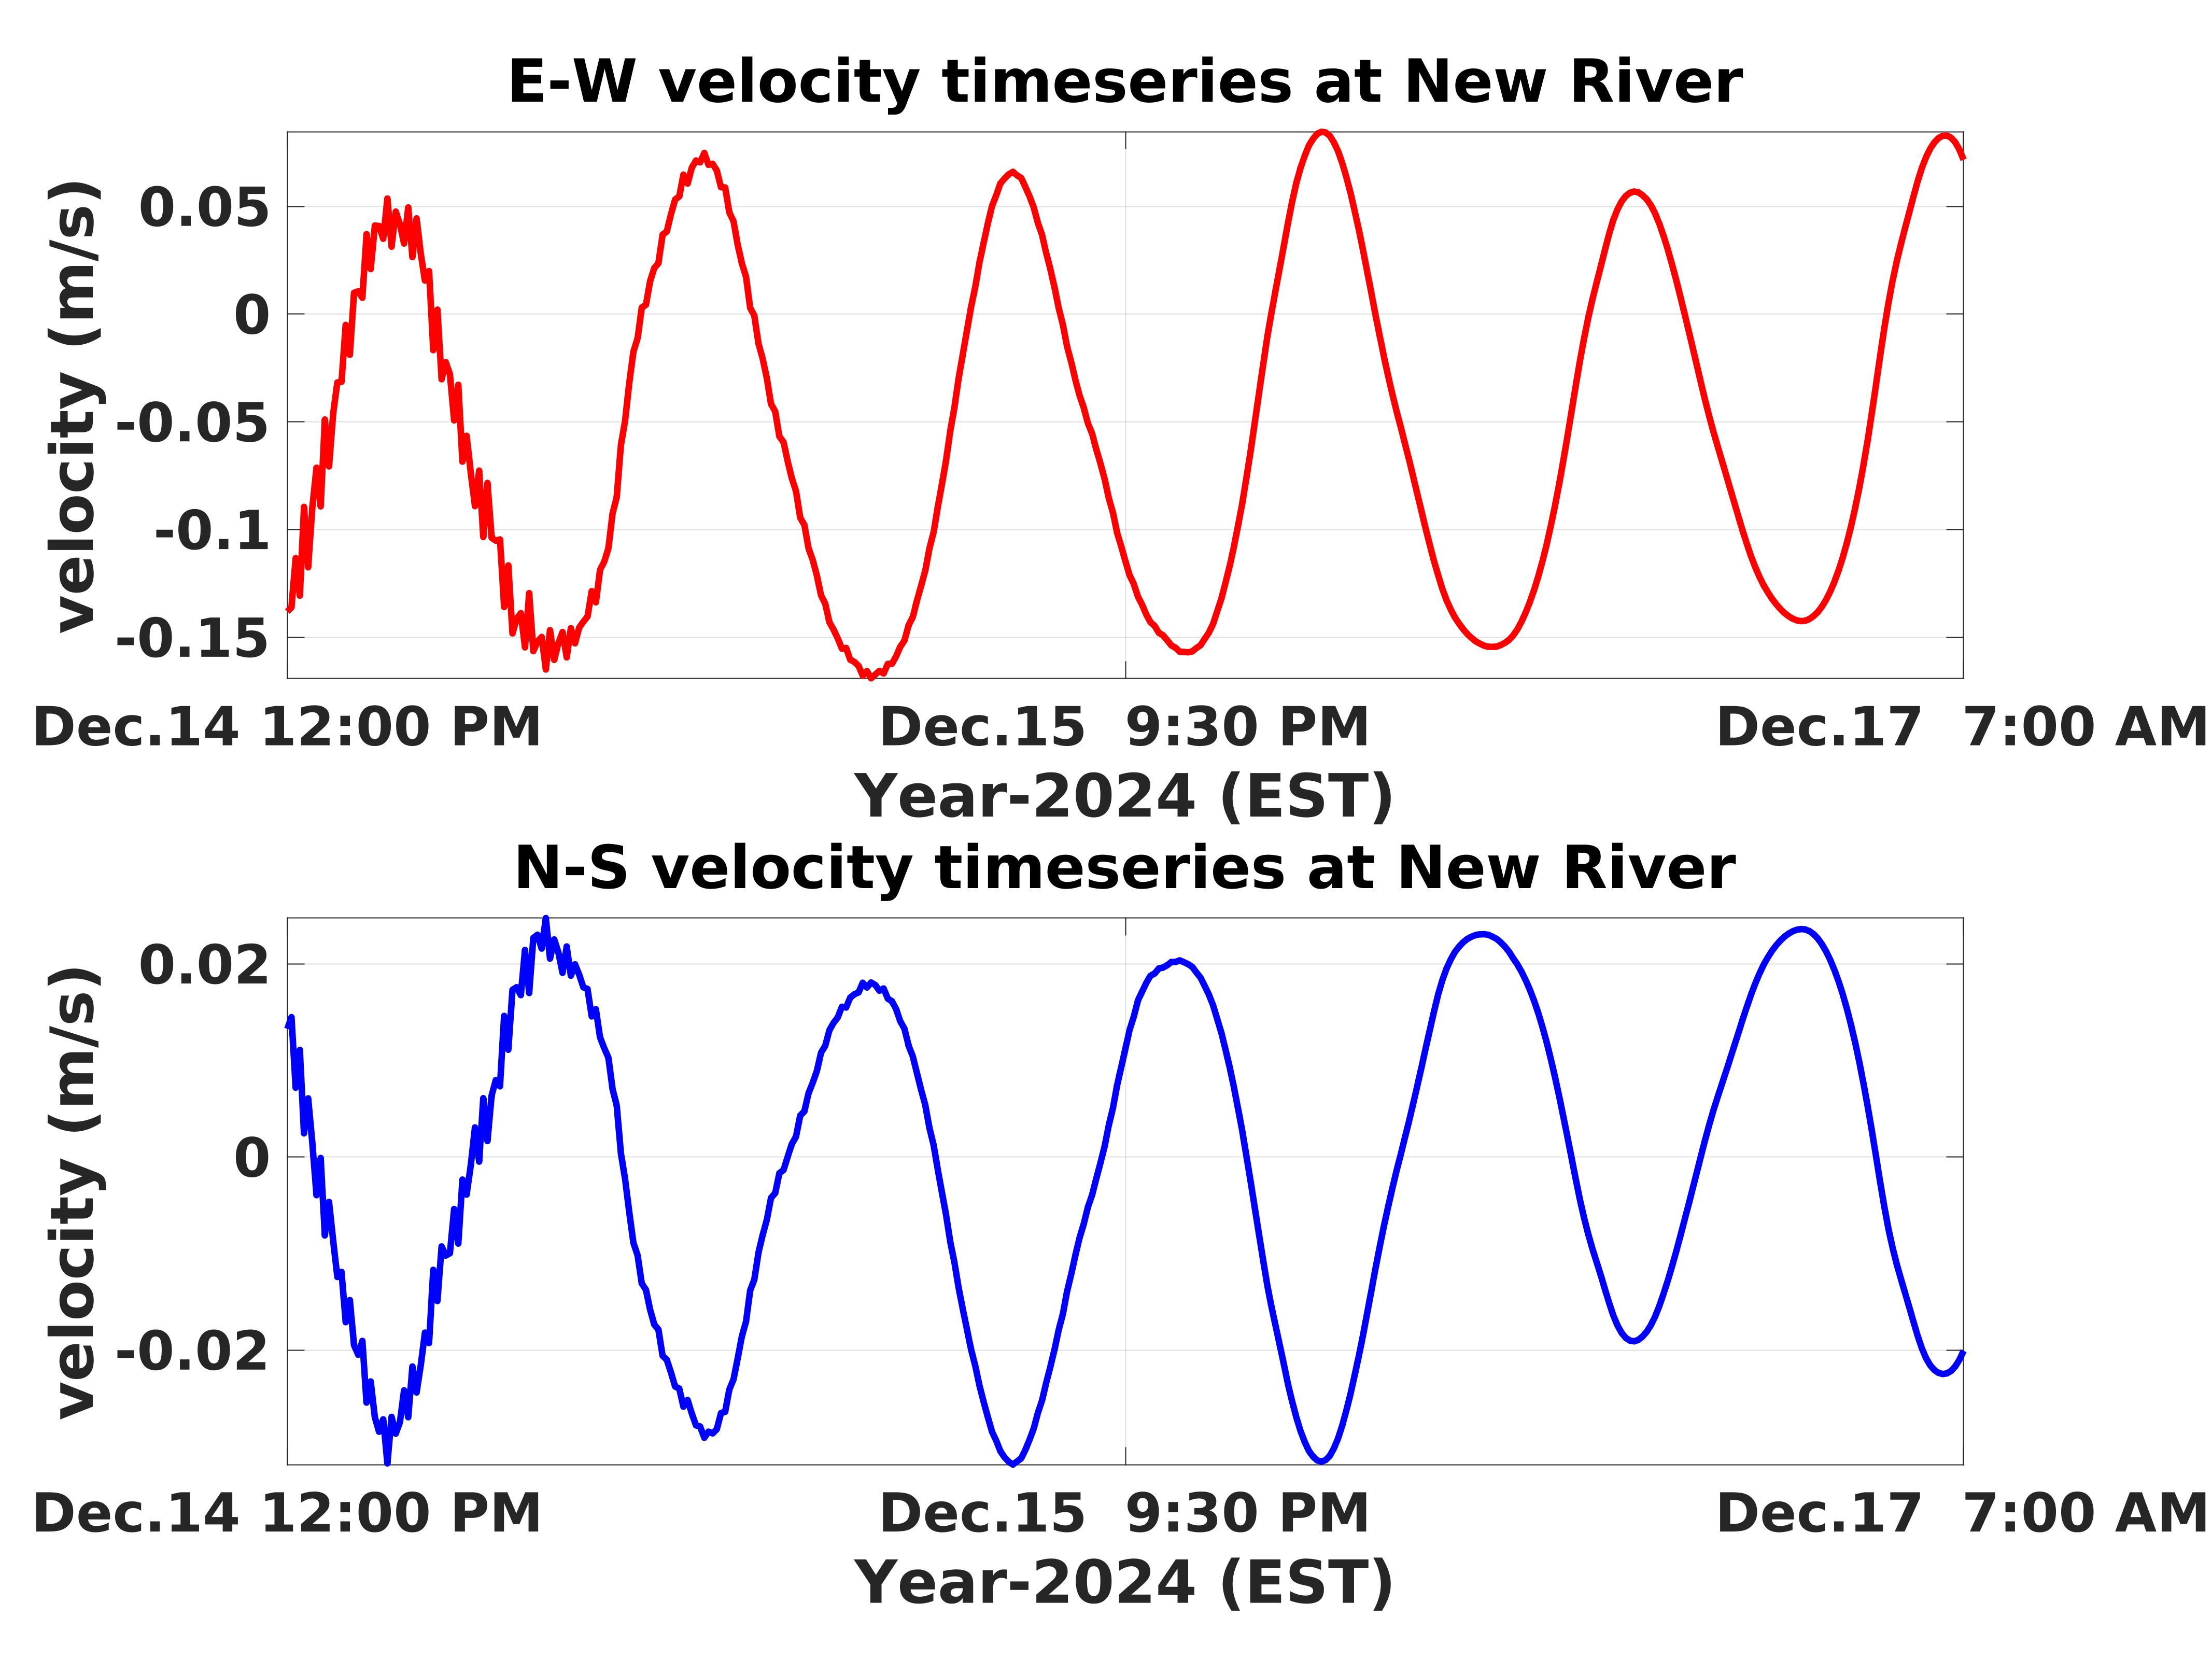 E-W velocity timeseries at New River
velocity (m/s)
0.05
0
-0.05
-0.1
-0.15
Dec.14 12:00 PM Dec.15  9:30 PM Dec.17  7:00 AM
Year-2024 (EST)
N-S velocity timeseries at New River
velocity (m/s)
0.02
0
-0.02
Dec.14 12:00 PM Dec.15  9:30 PM Dec.17  7:00 AM
Year-2024 (EST)